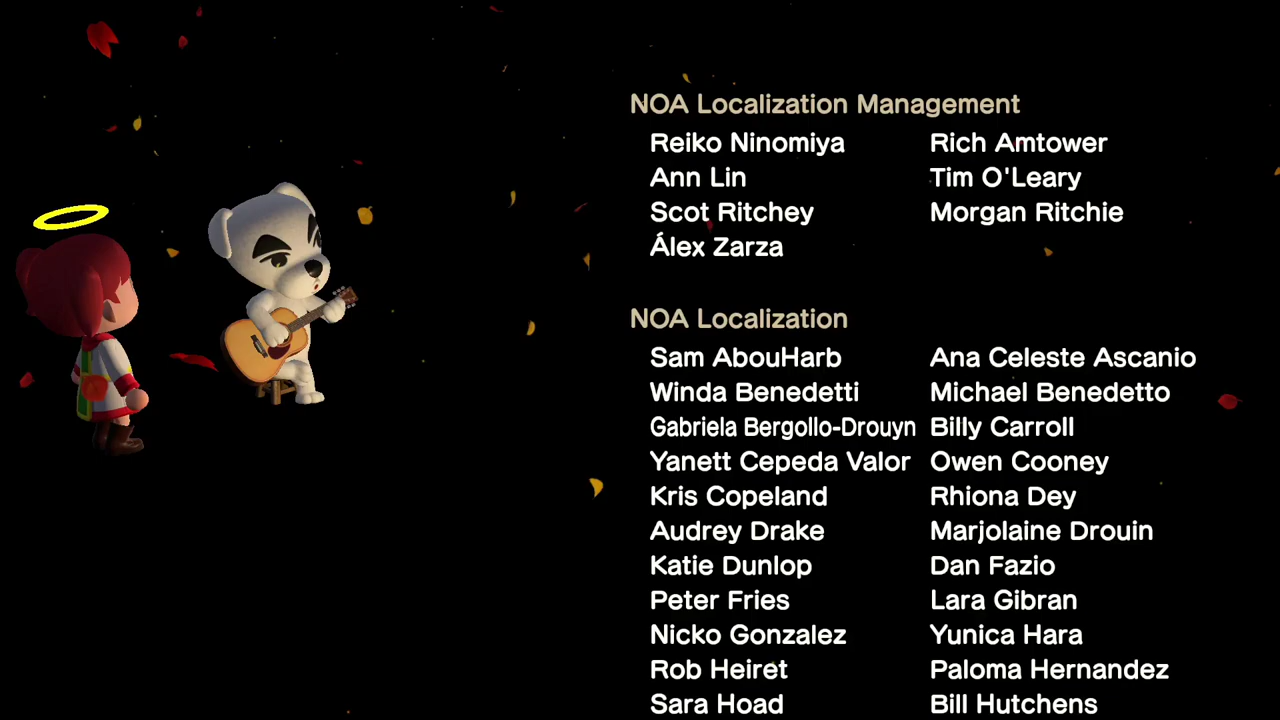 NOA Localization Management
Reiko Ninomiya Rich Amtower
Ann Lin Tim O'Leary
Scot Ritchey Morgan Ritchie
Álex Zarza
NOA Localization
Sam AbouHarb Ana Celeste Ascanio
Winda Benedetti Michael Benedetto
Gabriela Bergollo-Drouyn Billy Carroll
Yanett Cepeda Valor Owen Cooney
Kris Copeland Rhiona Dey
Audrey Drake Marjolaine Drouin
Katie Dunlop Dan Fazio
Peter Fries Lara Gibran
Nicko Gonzalez Yunica Hara
Rob Heiret Paloma Hernandez
Sara Hoad Bill Hutchens